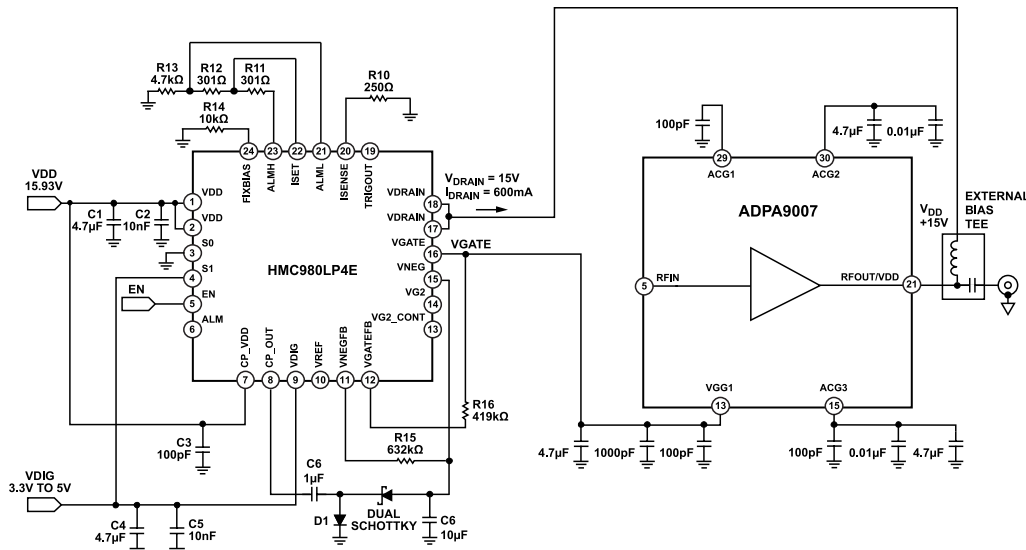 R13
4.7kΩ
R12
301Ω
R11
301Ω
R14
10kΩ
R10
250Ω
24
23
22
21
20
19
FIXBIAS
ALMH
ISET
ALML
ISENSE
TRIGOUT
VDD
15.93V
C1
4.7µF
C2
10nF
1
VDD
2
VDD
3
S0
4
S1
5
EN
6
ALM
EN
HMC980LP4E
VDRAIN
18
VDRAIN
17
VGATE
16
VNEG
15
VG2
14
VG2_CONT
13
VDRAIN = 15V
IDRAIN = 600mA
VGATE
CP_VDD
CP_OUT
VDIG
VREF
VNEGFB
VGATEFB
7
8
9
10
11
12
C3
100pF
R16
419kΩ
R15
632kΩ
C6
1µF
D1
DUAL
SCHOTTKY
C6
10µF
VDIG
3.3V TO 5V
C4
4.7µF
C5
10nF
100pF
4.7µF
0.01µF
29
ACG1
30
ACG2
ADPA9007
5
RFIN
RFOUT/VDD
21
VDD
+15V
EXTERNAL
BIAS
TEE
VGG1
13
ACG3
15
4.7µF
1000pF
100pF
100pF
0.01µF
4.7µF